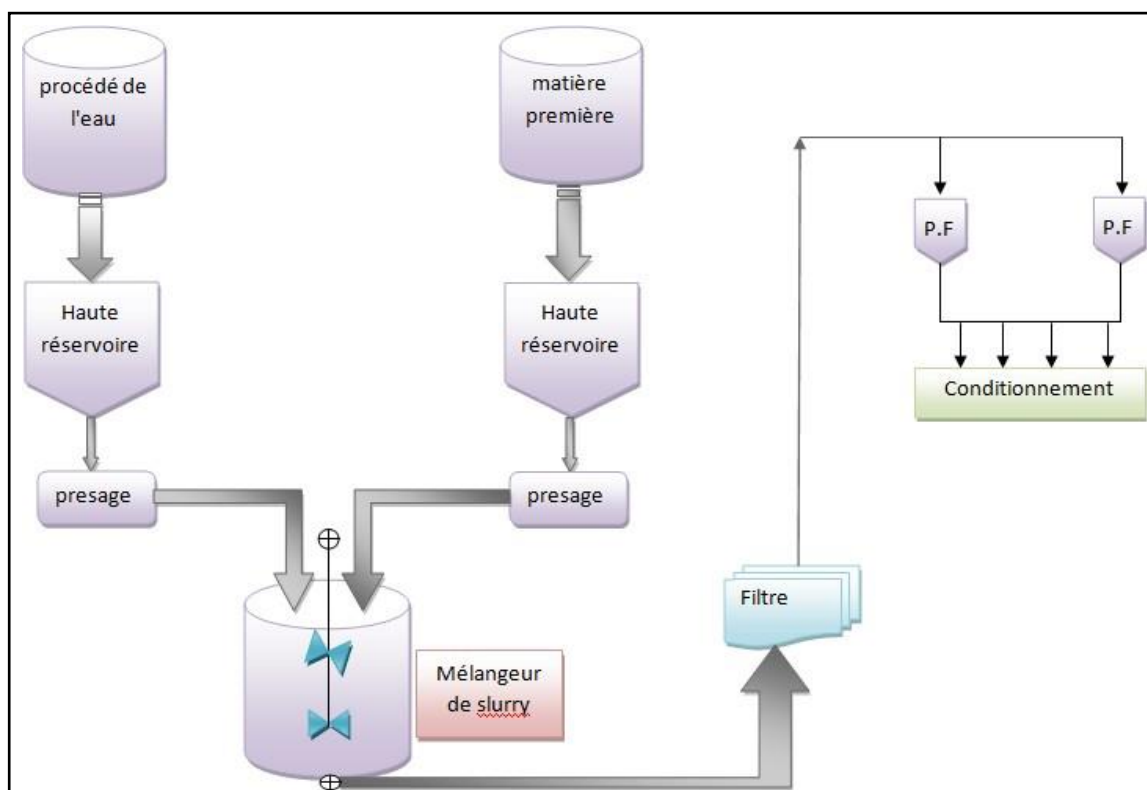 procédé de
l'eau
matière
première
Haute
réservoire
Haute
réservoire
presage
presage
Mélangeur
de slurry
Filtre
P.F
P.F
Conditionnement